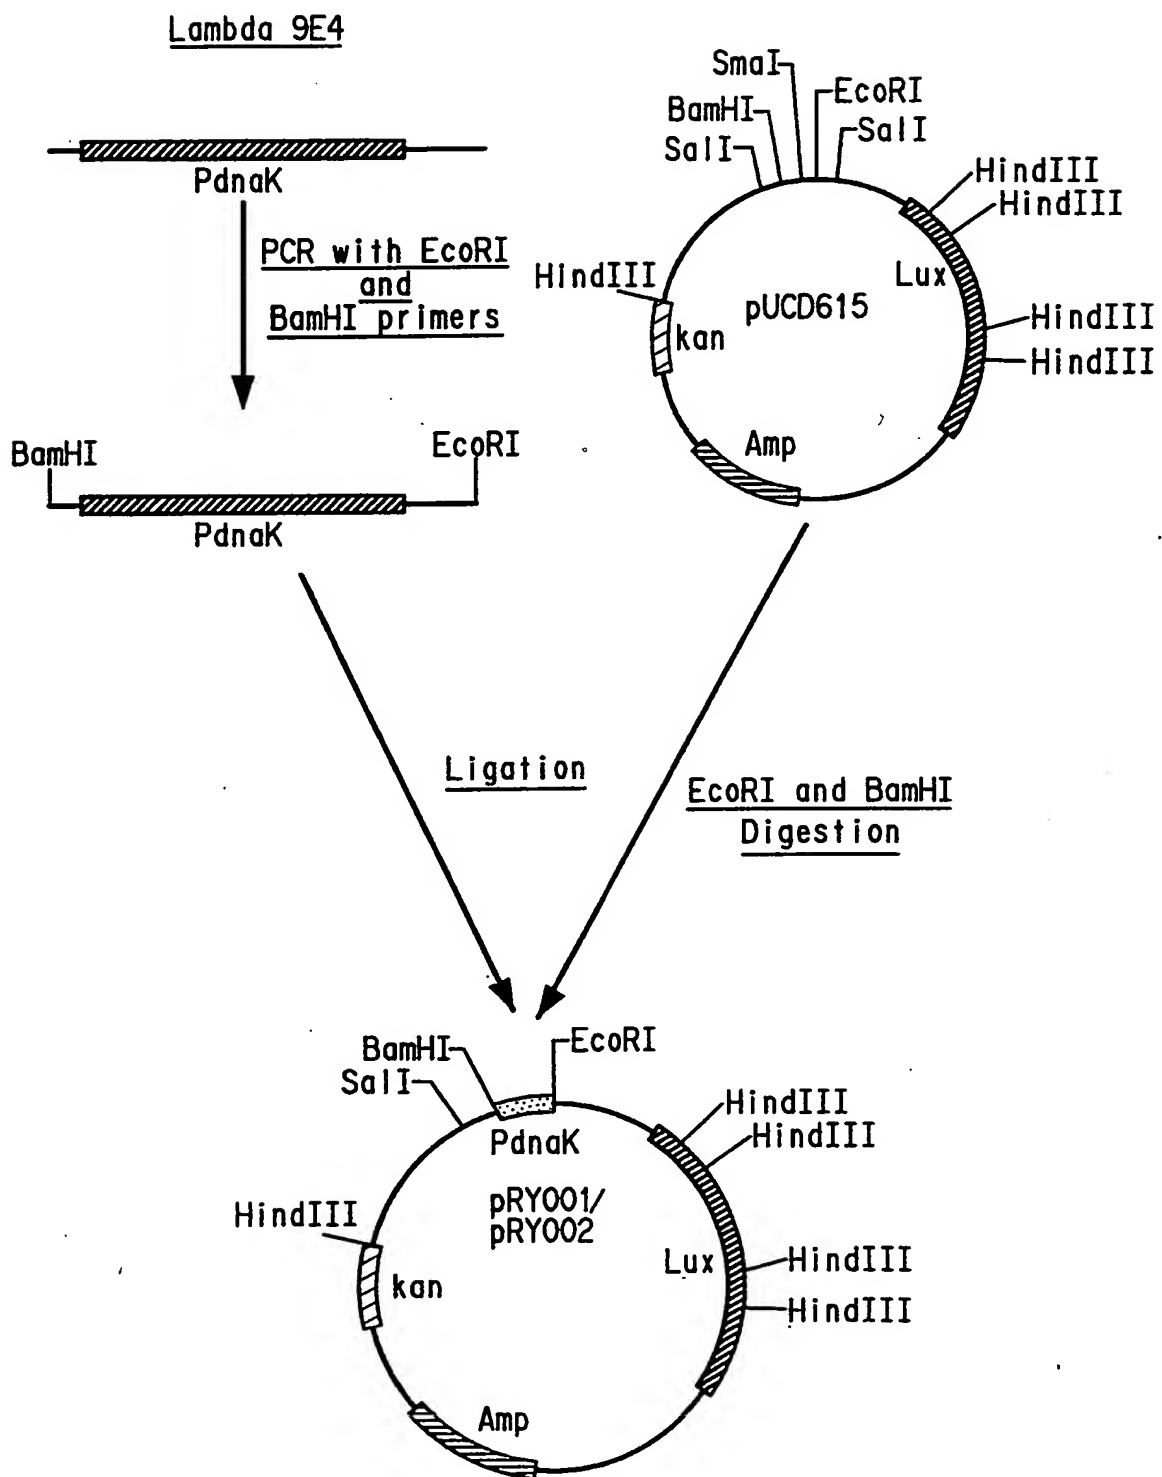 Lambda 9E4
PdnaK
PCR with EcoRI
and
BamHI primers
BamHI
EcoRI
PdnaK
SmaI
EcoRI
BamHI
SalI
SalI
HindIII
HindIII
HindIII
Lux
pUCD615
kan
HindIII
HindIII
Amp
Ligation
EcoRI and BamHI
Digestion
BamHI
EcoRI
SalI
HindIII
HindIII
PdnaK
pRY001/
pRY002
HindIII
kan
Lux
HindIII
HindIII
Amp